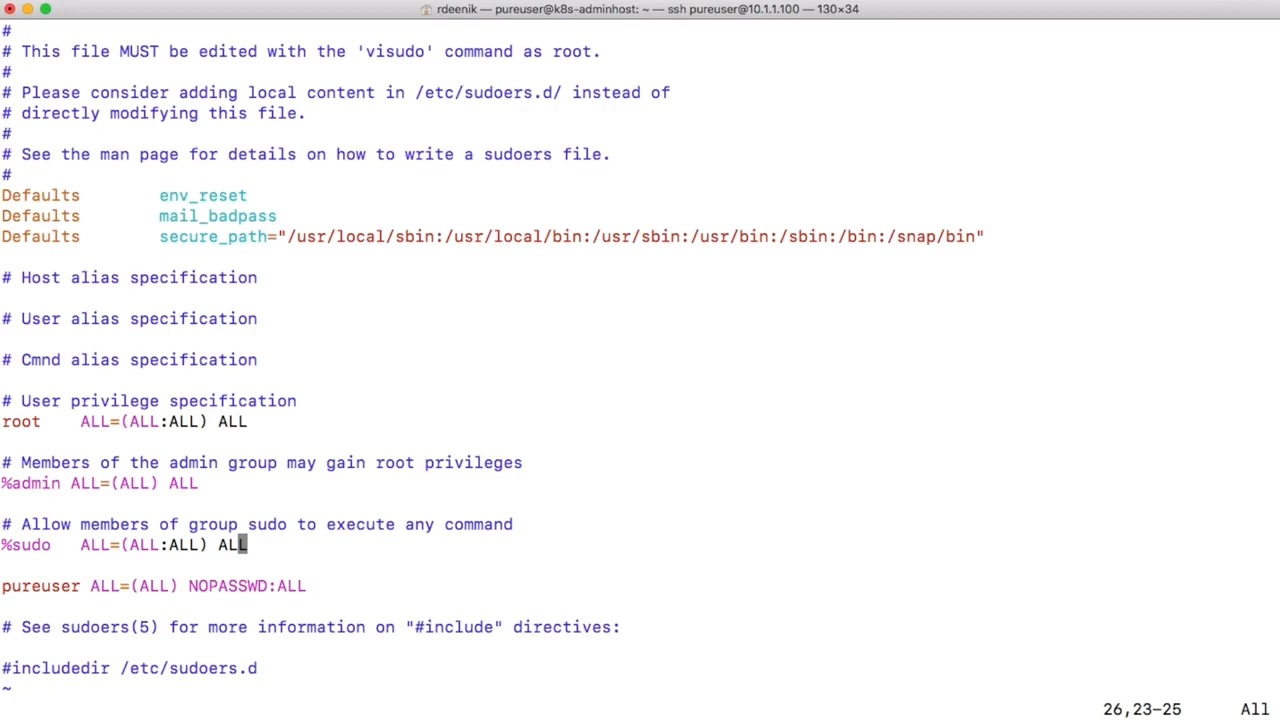 rdeenik — pureuser@k8s-adminhost: ~ — ssh pureuser@10.1.1.100 — 130×34
#
# This file MUST be edited with the 'visudo' command as root.
#
# Please consider adding local content in /etc/sudoers.d/ instead of
# directly modifying this file.
#
# See the man page for details on how to write a sudoers file.
#
Defaults        env_reset
Defaults        mail_badpass
Defaults        secure_path="/usr/local/sbin:/usr/local/bin:/usr/sbin:/usr/bin:/sbin:/bin:/snap/bin"
# Host alias specification
# User alias specification
# Cmnd alias specification
# User privilege specification
root    ALL=(ALL:ALL) ALL
# Members of the admin group may gain root privileges
%admin ALL=(ALL) ALL
# Allow members of group sudo to execute any command
%sudo   ALL=(ALL:ALL) ALL
pureuser ALL=(ALL) NOPASSWD:ALL
# See sudoers(5) for more information on "#include" directives:
#includedir /etc/sudoers.d
~
26,23-25      All